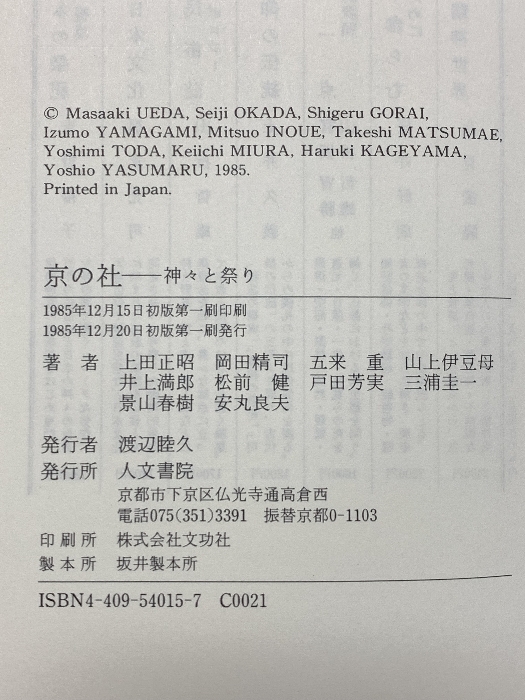 © Masaaki UEDA, Seiji OKADA, Shigeru GORAI,
Izumo YAMAGAMI, Mitsuo INOUE, Takeshi MATSUMAE,
Yoshimi TODA, Keiichi MIURA, Haruki KAGEYAMA,
Yoshio YASUMARU, 1985.
Printed in Japan.
京の社──神々と祭り
1985年12月15日初版第一刷印刷
1985年12月20日初版第一刷発行
著　者　上田正昭　岡田精司　五来　重　山上伊豆母
井上満郎　松前　健　戸田芳実　三浦圭一
景山春樹　安丸良夫
発行者　渡辺睦久
発行所　人文書院
京都市下京区仏光寺通高倉西
電話075(351)3391　振替京都0-1103
印刷所　株式会社文功社
製本所　坂井製本所
ISBN4-409-54015-7　C0021